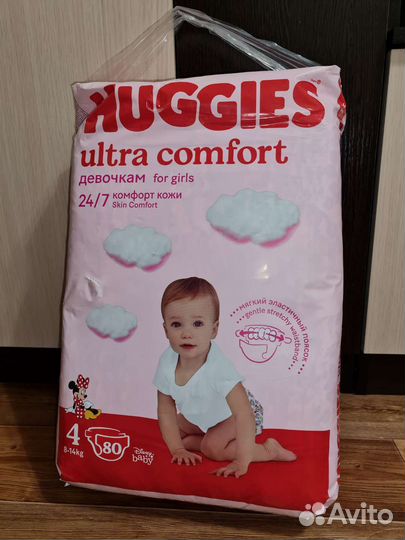 HUGGIES
ultra comfort
девочкам for girls
24/7 комфорт кожи
Skin Comfort
мягкий эластичный поясок
gentle stretchy waistband
4
8-14kg
80
Disney
baby
Avito